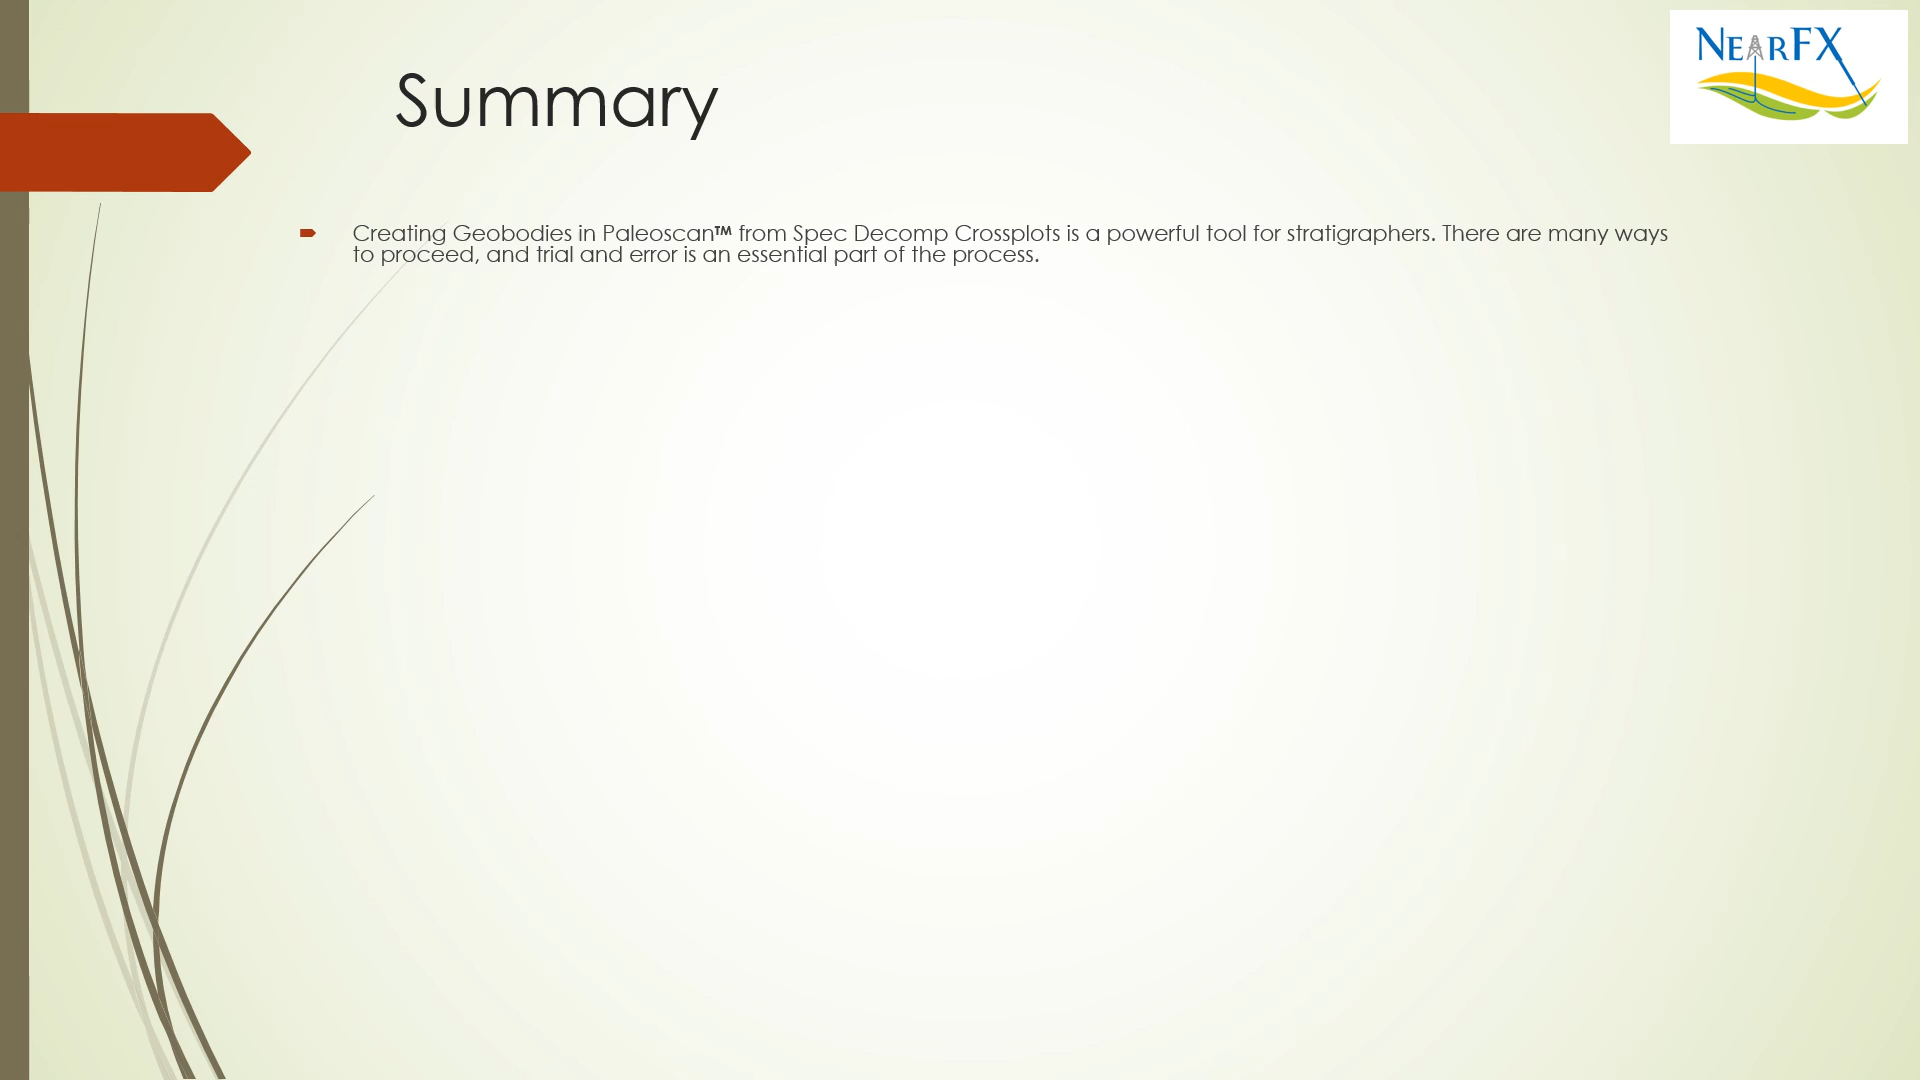 NEARFX
Summary
Creating Geobodies in Paleoscan™ from Spec Decomp Crossplots is a powerful tool for stratigraphers. There are many ways
to proceed, and trial and error is an essential part of the process.